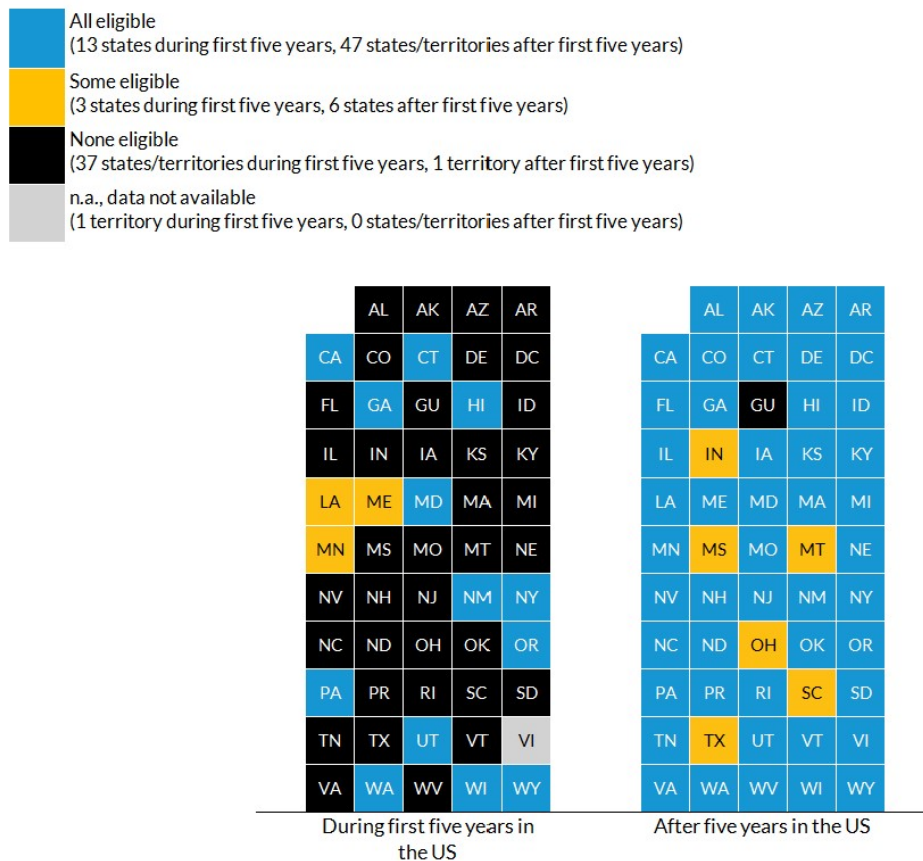 All eligible
(13 states during first five years, 47 states/territories after first five years)
Some eligible
(3 states during first five years, 6 states after first five years)
None eligible
(37 states/territories during first five years, 1 territory after first five years)
n.a., data not available
(1 territory during first five years, 0 states/territories after first five years)
AL AK AZ AR
CA CO CT DE DC
FL GA GU HI ID
IL IN IA KS KY
LA ME MD MA MI
MN MS MO MT NE
NV NH NJ NM NY
NC ND OH OK OR
PA PR RI SC SD
TN TX UT VT VI
VA WA WV WI WY
During first five years in
the US
AL AK AZ AR
CA CO CT DE DC
FL GA GU HI ID
IL IN IA KS KY
LA ME MD MA MI
MN MS MO MT NE
NV NH NJ NM NY
NC ND OH OK OR
PA PR RI SC SD
TN TX UT VT VI
VA WA WV WI WY
After five years in the US